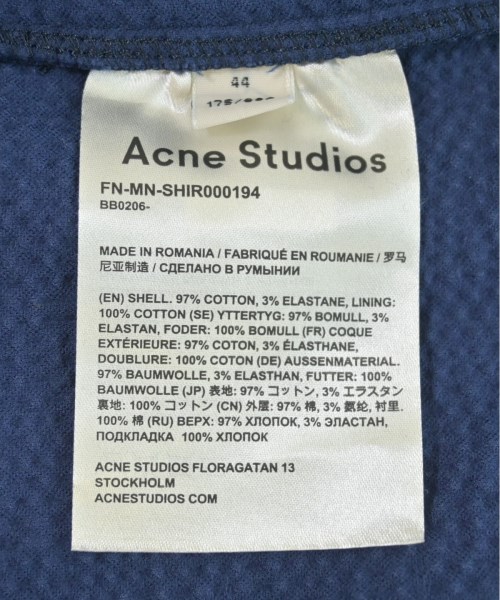 44
Acne Studios
FN-MN-SHIR000194
BB0206-
MADE IN ROMANIA / FABRIQUÉ EN ROUMANIE / 罗马
尼亚制造 / СДЕЛАНО В РУМЫНИИ
(EN) SHELL. 97% COTTON, 3% ELASTANE, LINING:
100% COTTON (SE) YTTERTYG: 97% BOMULL, 3%
ELASTAN, FODER: 100% BOMULL (FR) COQUE
EXTÉRIEURE: 97% COTON, 3% ÉLASTHANE,
DOUBLURE: 100% COTON (DE) AUSSENMATERIAL.
97% BAUMWOLLE, 3% ELASTHAN, FUTTER: 100%
BAUMWOLLE (JP) 表地: 97% コットン, 3% エラスタン
裏地: 100% コットン (CN) 外层: 97% 棉, 3% 氨纶, 衬里.
100% 棉 (RU) ВЕРХ: 97% ХЛОПОК, 3% ЭЛАСТАН,
ПОДКЛАДКА 100% ХЛОПОК
ACNE STUDIOS FLORAGATAN 13
STOCKHOLM
ACNESTUDIOS COM